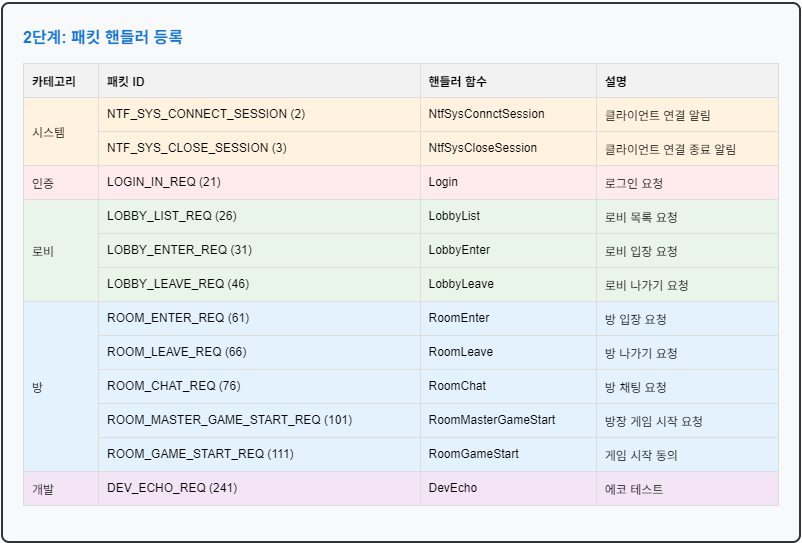 2단계: 패킷 핸들러 등록
카테고리 패킷 ID 핸들러 함수 설명
시스템 NTF_SYS_CONNECT_SESSION (2) NtfSysConnctSession 클라이언트 연결 알림
NTF_SYS_CLOSE_SESSION (3) NtfSysCloseSession 클라이언트 연결 종료 알림
인증 LOGIN_IN_REQ (21) Login 로그인 요청
로비 LOBBY_LIST_REQ (26) LobbyList 로비 목록 요청
LOBBY_ENTER_REQ (31) LobbyEnter 로비 입장 요청
LOBBY_LEAVE_REQ (46) LobbyLeave 로비 나가기 요청
방 ROOM_ENTER_REQ (61) RoomEnter 방 입장 요청
ROOM_LEAVE_REQ (66) RoomLeave 방 나가기 요청
ROOM_CHAT_REQ (76) RoomChat 방 채팅 요청
ROOM_MASTER_GAME_START_REQ (101) RoomMasterGameStart 방장 게임 시작 요청
ROOM_GAME_START_REQ (111) RoomGameStart 게임 시작 동의
개발 DEV_ECHO_REQ (241) DevEcho 에코 테스트